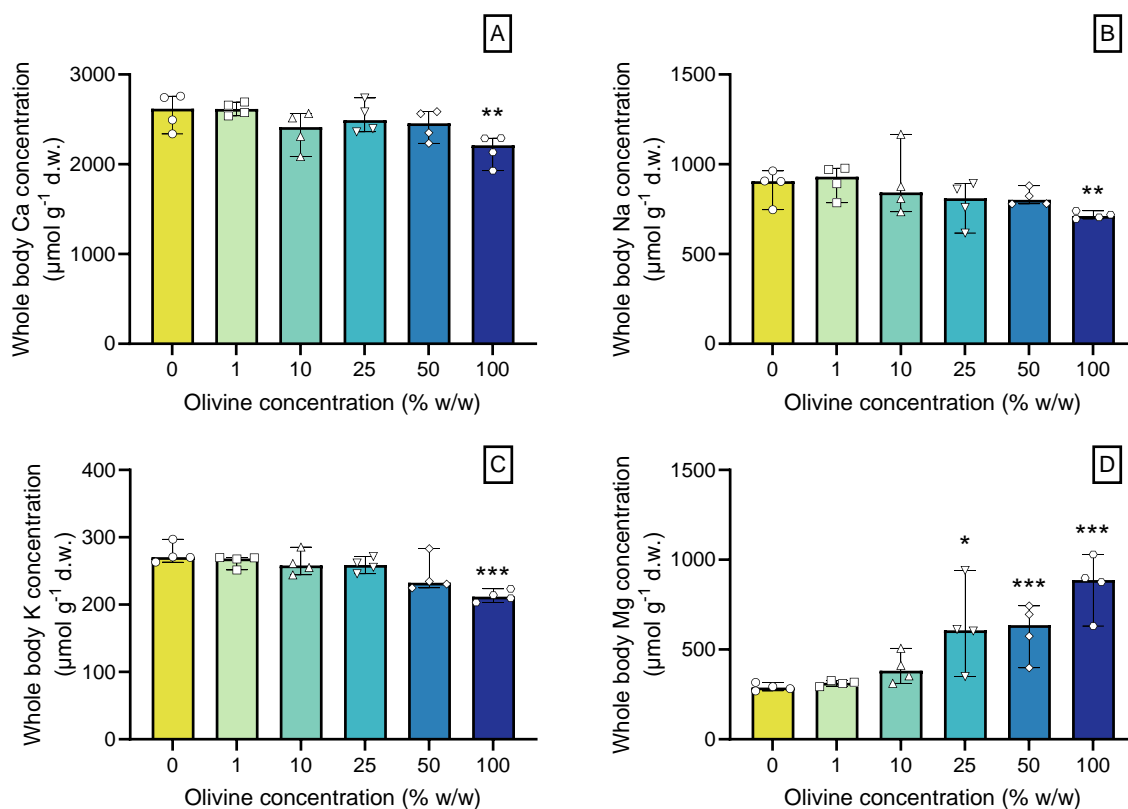 A
Whole body Ca concentration
(µmol g⁻¹ d.w.)
3000
2000
1000
0
**
0 1 10 25 50 100
Olivine concentration (% w/w)
B
Whole body Na concentration
(µmol g⁻¹ d.w.)
1500
1000
500
0
**
0 1 10 25 50 100
Olivine concentration (% w/w)
C
Whole body K concentration
(µmol g⁻¹ d.w.)
400
300
200
100
0
***
0 1 10 25 50 100
Olivine concentration (% w/w)
D
Whole body Mg concentration
(µmol g⁻¹ d.w.)
1500
1000
500
0
*
***
***
0 1 10 25 50 100
Olivine concentration (% w/w)